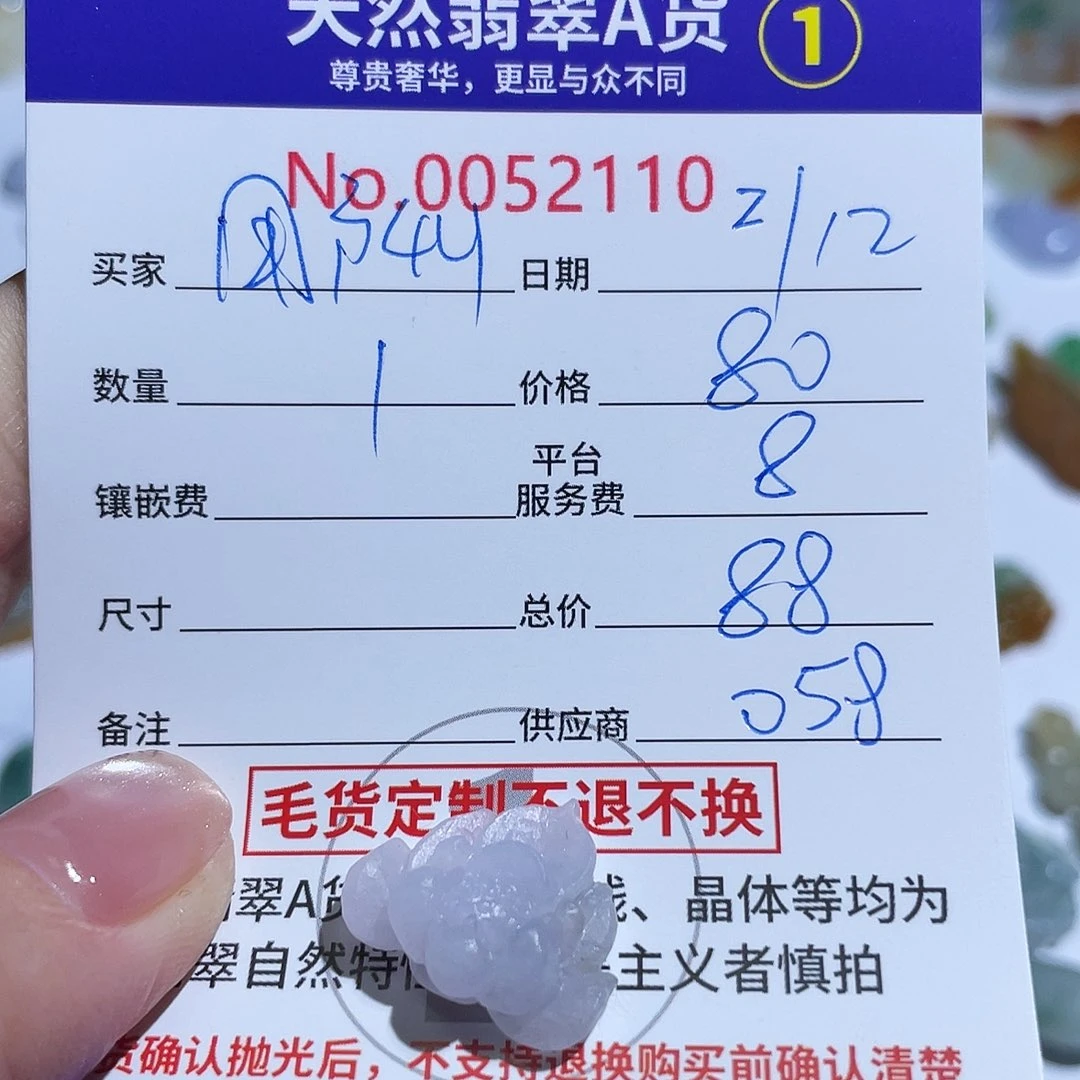 天然翡翠A货 1
尊贵奢华，更显与众不同
No.0052110
买家 日期 2/12
数量 1 价格 80
镶嵌费 平台服务费 8
尺寸 总价 88
备注 供应商 058
毛货定制不退不换
翠A货 线、晶体等均为
翠自然特性 主义者慎拍
货确认抛光后，不支持退换购买前确认清楚